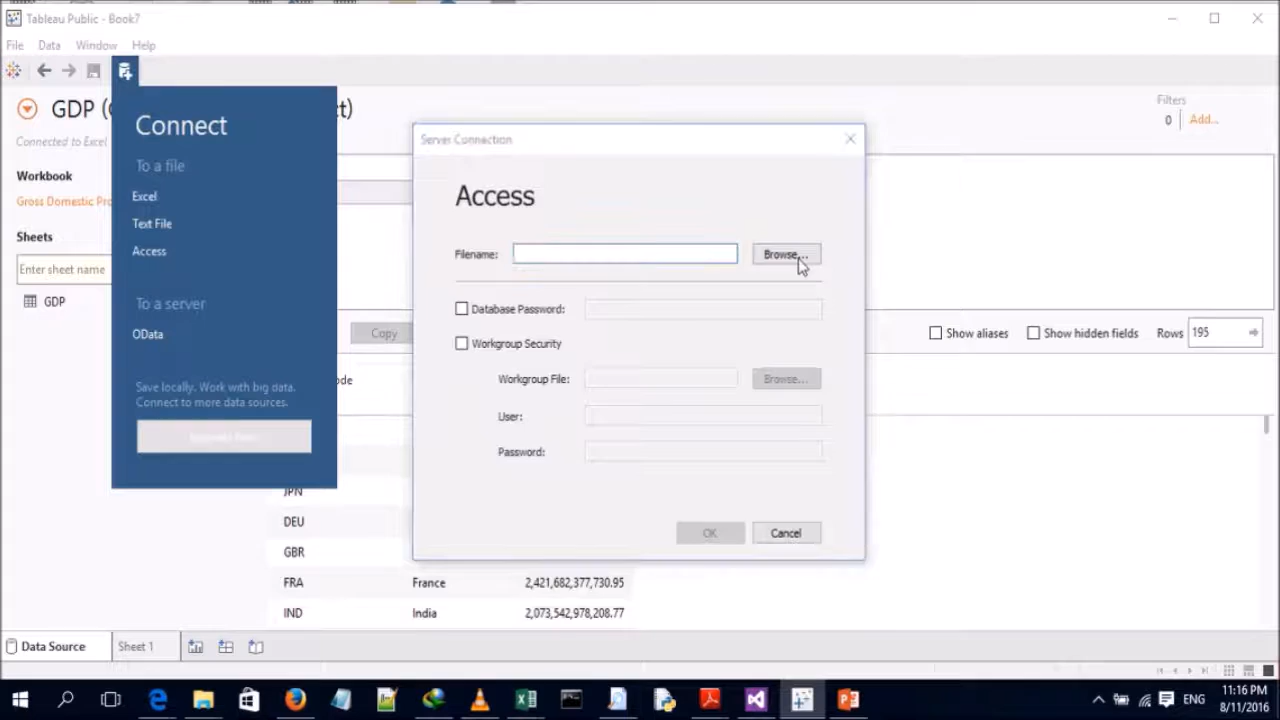 Tableau Public - Book7
File Data Window Help
GDP (
ct)
Connected to Excel
Filters
0 Add...
Workbook
Gross Domestic Pro
Sheets
Enter sheet name
GDP
Connect
To a file
Excel
Text File
Access
To a server
OData
Save locally. Work with big data.
Connect to more data sources.
Server Connection
Access
Filename: Browse...
Database Password:
Workgroup Security
Workgroup File: Browse...
User:
Password:
OK Cancel
Copy
Show aliases Show hidden fields Rows 195
ode
JPN
DEU
GBR
FRA France 2,421,682,377,730.95
IND India 2,073,542,978,208.77
Data Source Sheet 1
ENG 11:16 PM
8/11/2016